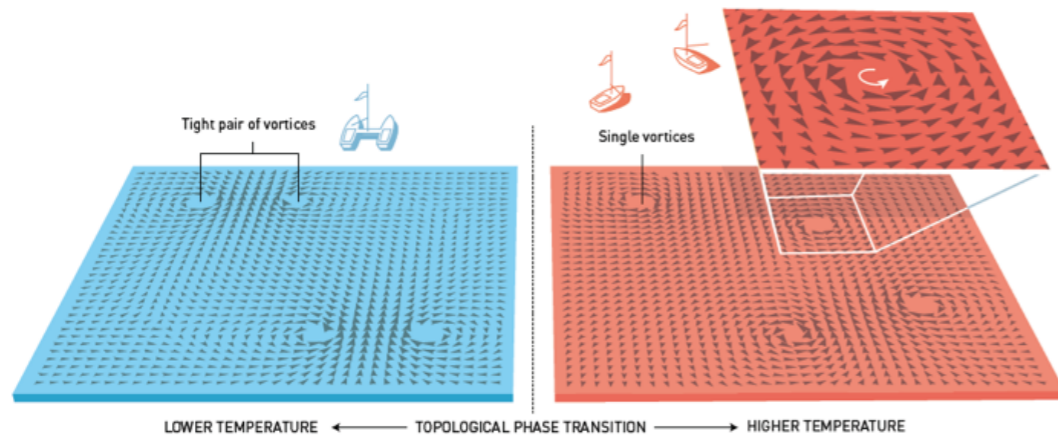 Tight pair of vortices
Single vortices
LOWER TEMPERATURE
TOPOLOGICAL PHASE TRANSITION
HIGHER TEMPERATURE